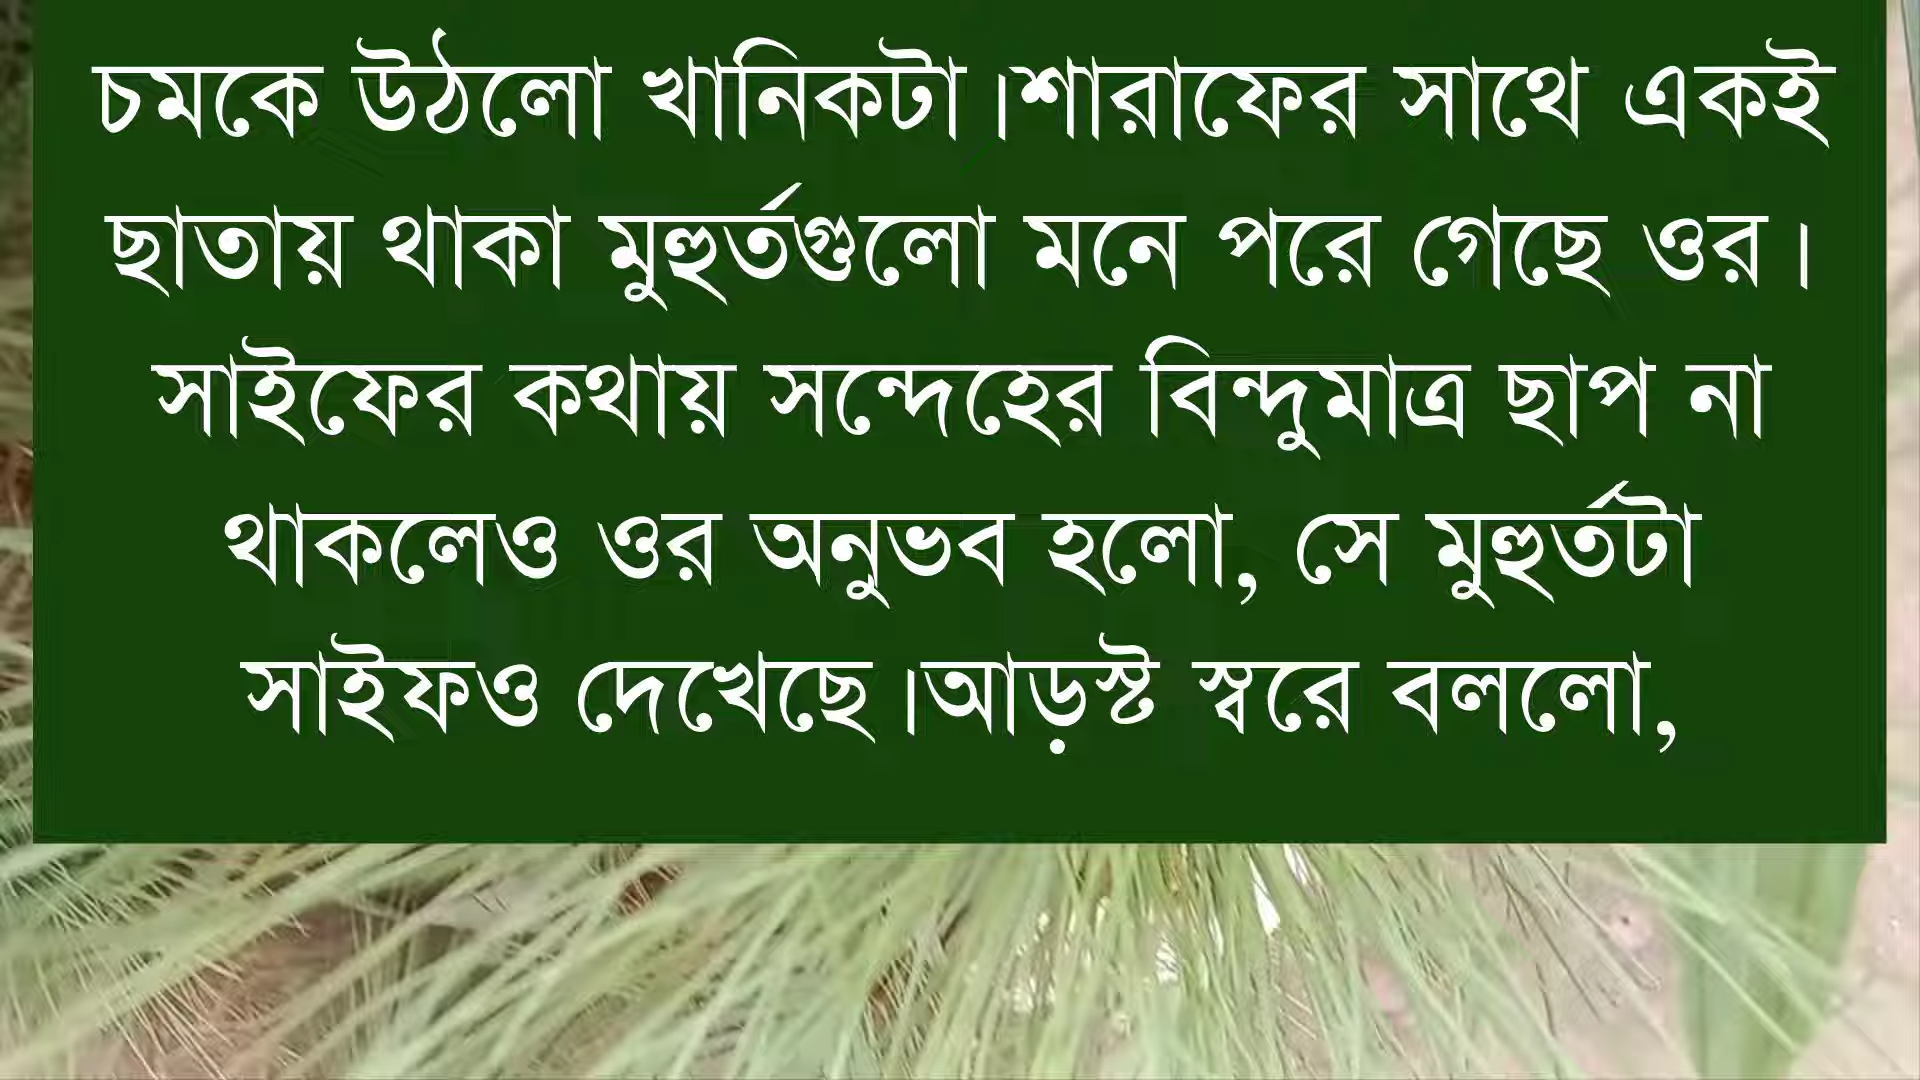 চমকে উঠলো খানিকটা।শারাফের সাথে একই
ছাতায় থাকা মুহুর্তগুলো মনে পরে গেছে ওর।
সাইফের কথায় সন্দেহের বিন্দুমাত্র ছাপ না
থাকলেও ওর অনুভব হলো, সে মুহুর্তটা
সাইফও দেখেছে।আড়স্ট স্বরে বললো,